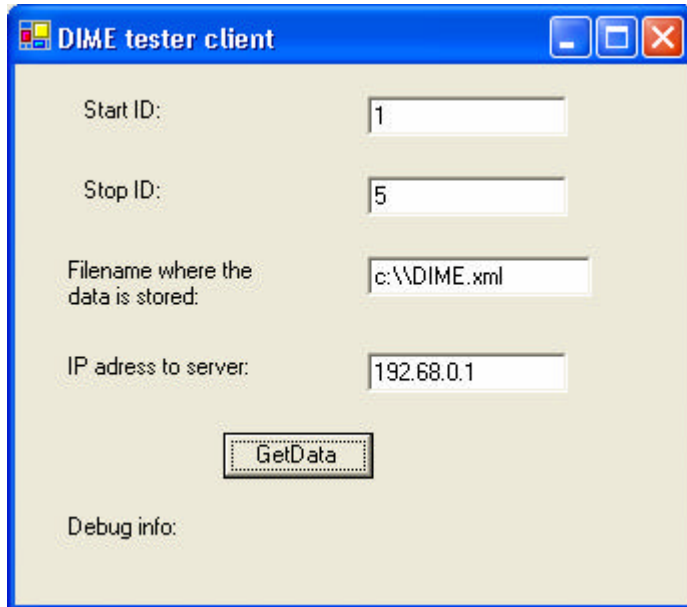 DIME tester client
Start ID:
1
Stop ID:
5
Filename where the
data is stored:
c:\\DIME.xml
IP adress to server:
192.68.0.1
GetData
Debug info: